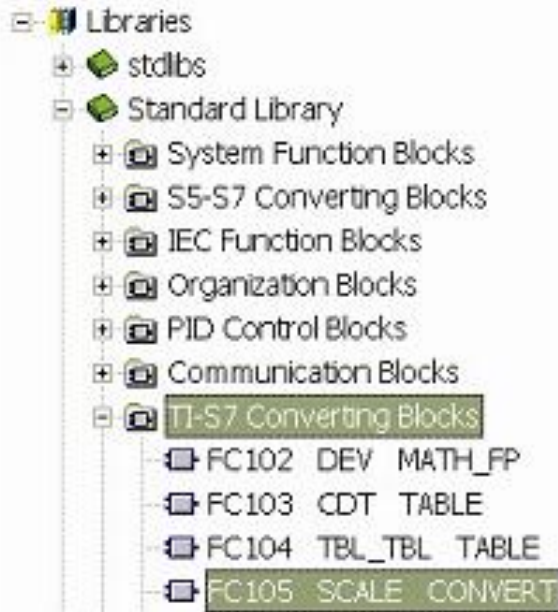 Libraries
stdlibs
Standard Library
System Function Blocks
S5-S7 Converting Blocks
IEC Function Blocks
Organization Blocks
PID Control Blocks
Communication Blocks
TI-S7 Converting Blocks
FC102 DEV MATH_FP
FC103 CDT TABLE
FC104 TBL_TBL TABLE
FC105 SCALE CONVERT